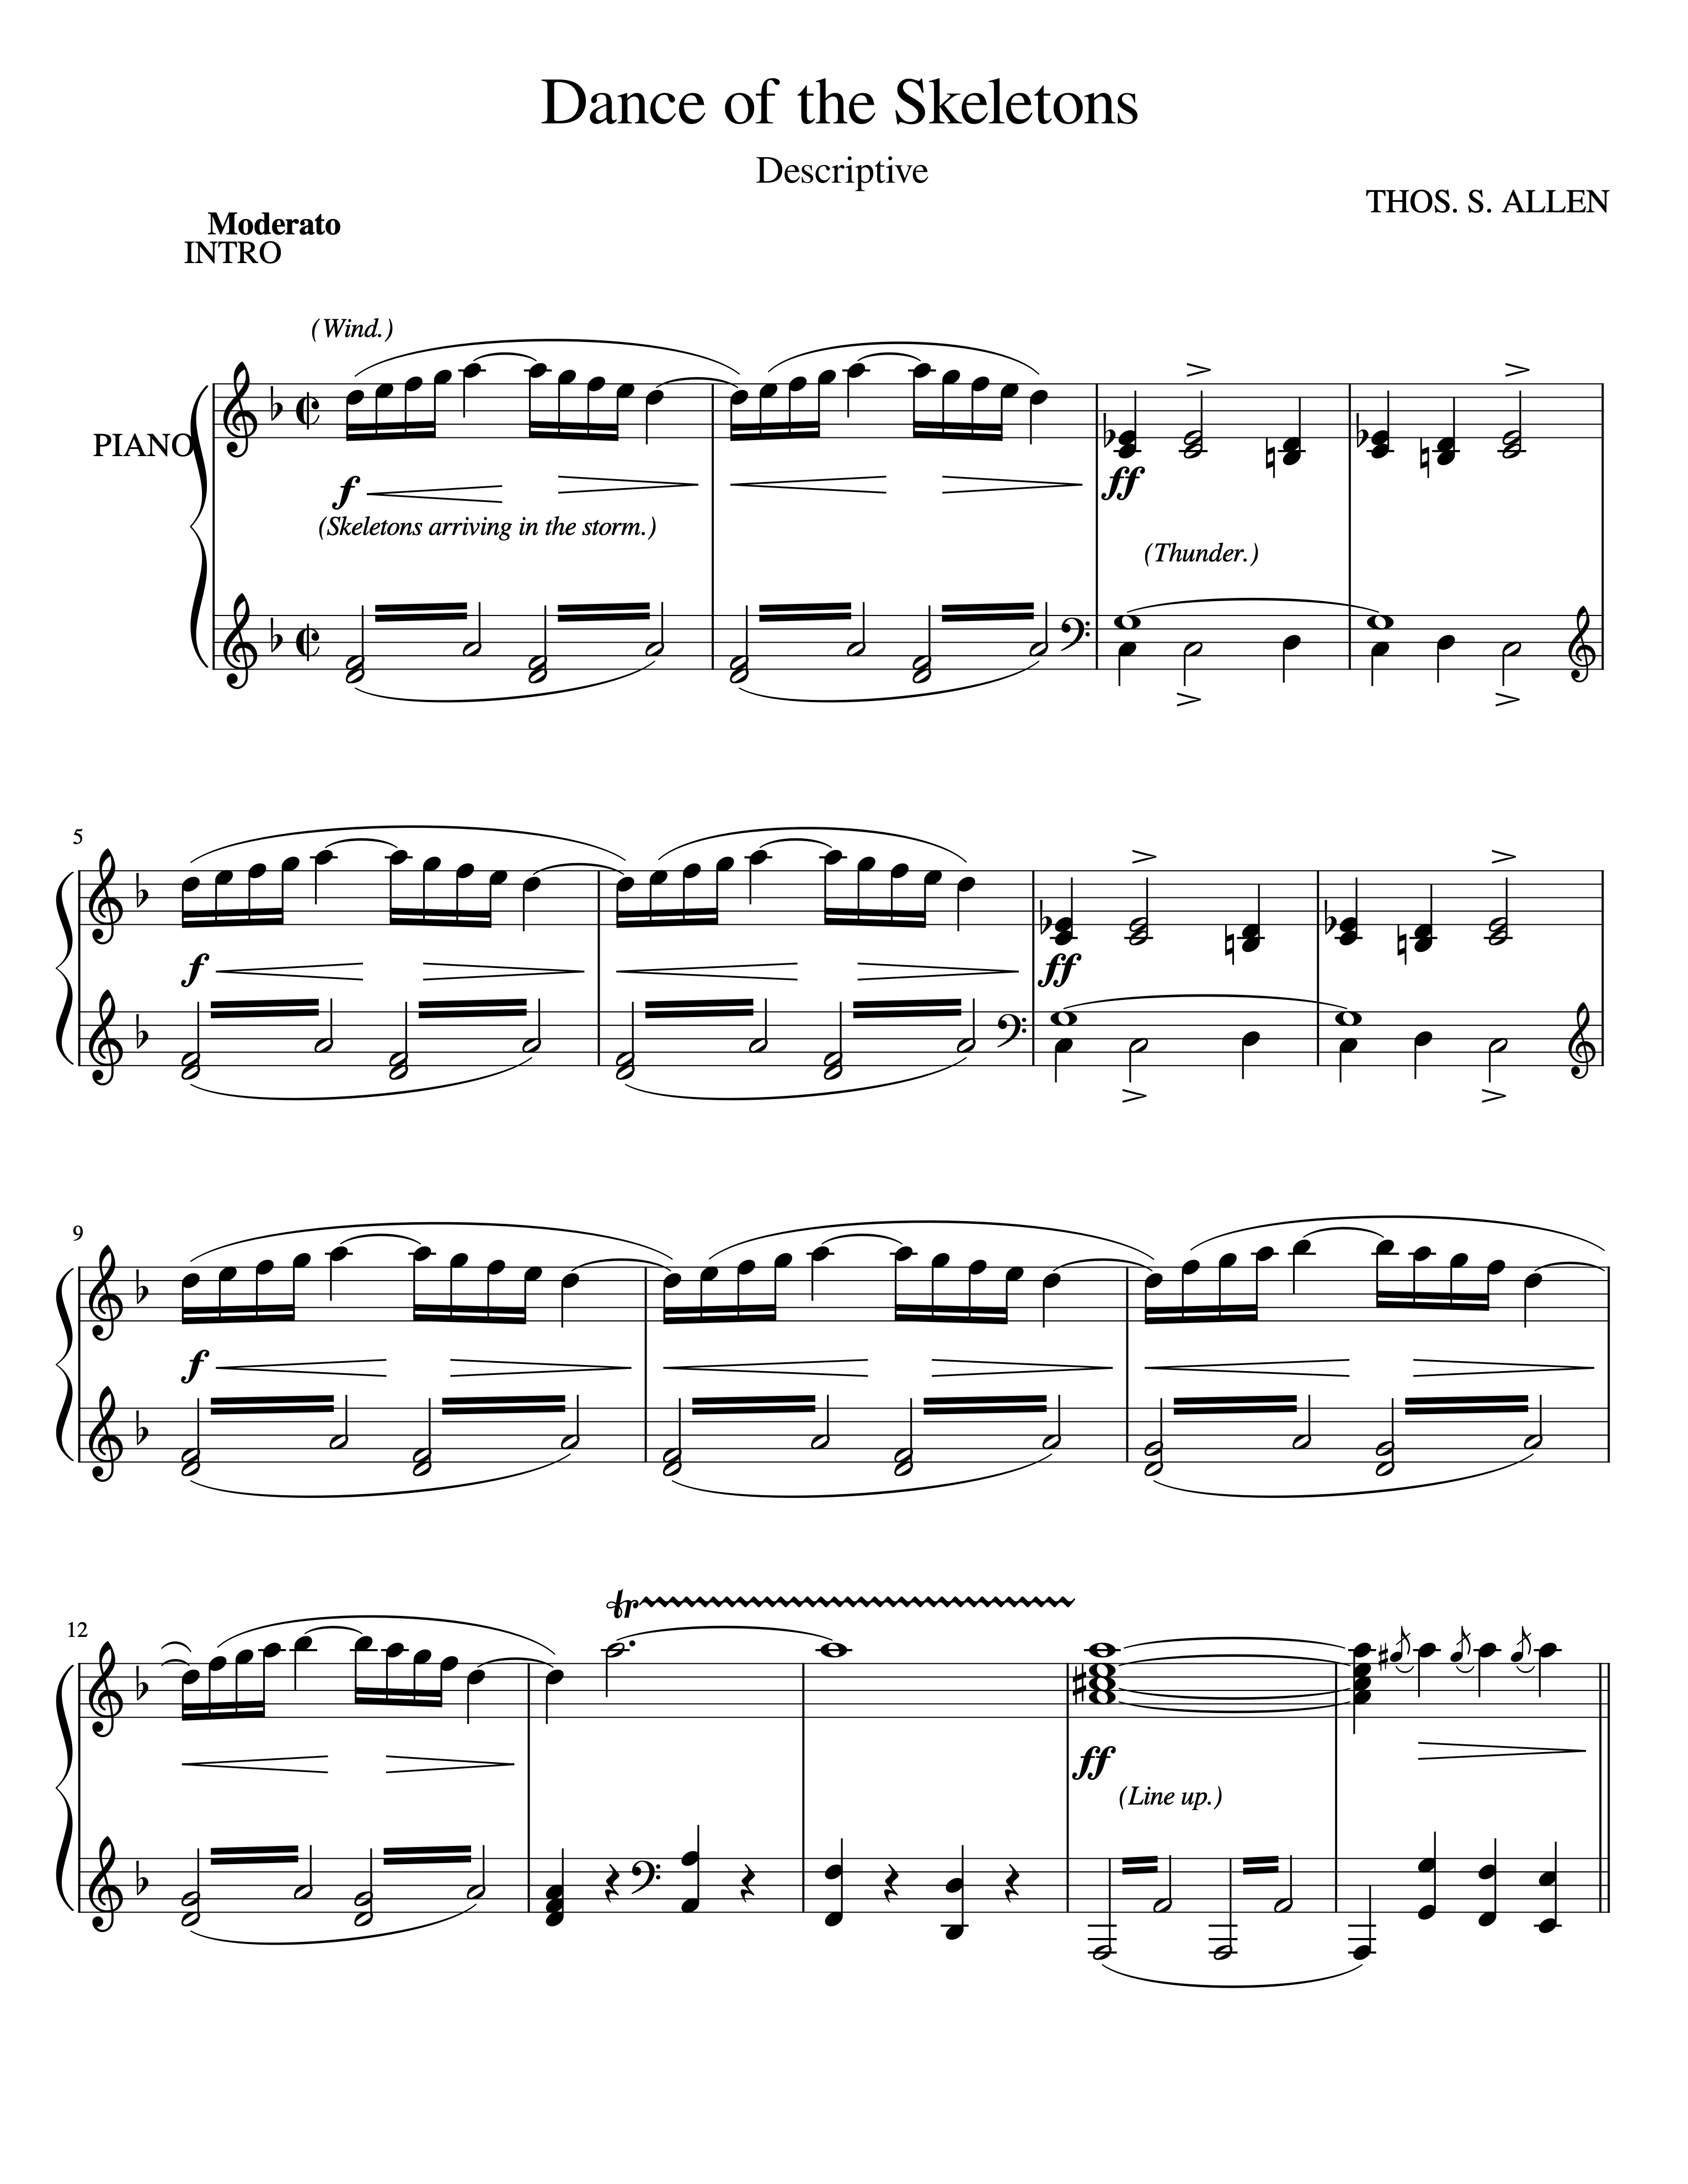 Dance of the Skeletons
Descriptive
THOS. S. ALLEN
Moderato
INTRO
(Wind.)
PIANO
f
ff
(Skeletons arriving in the storm.)
(Thunder.)
5
f
ff
9
f
12
tr
ff
(Line up.)